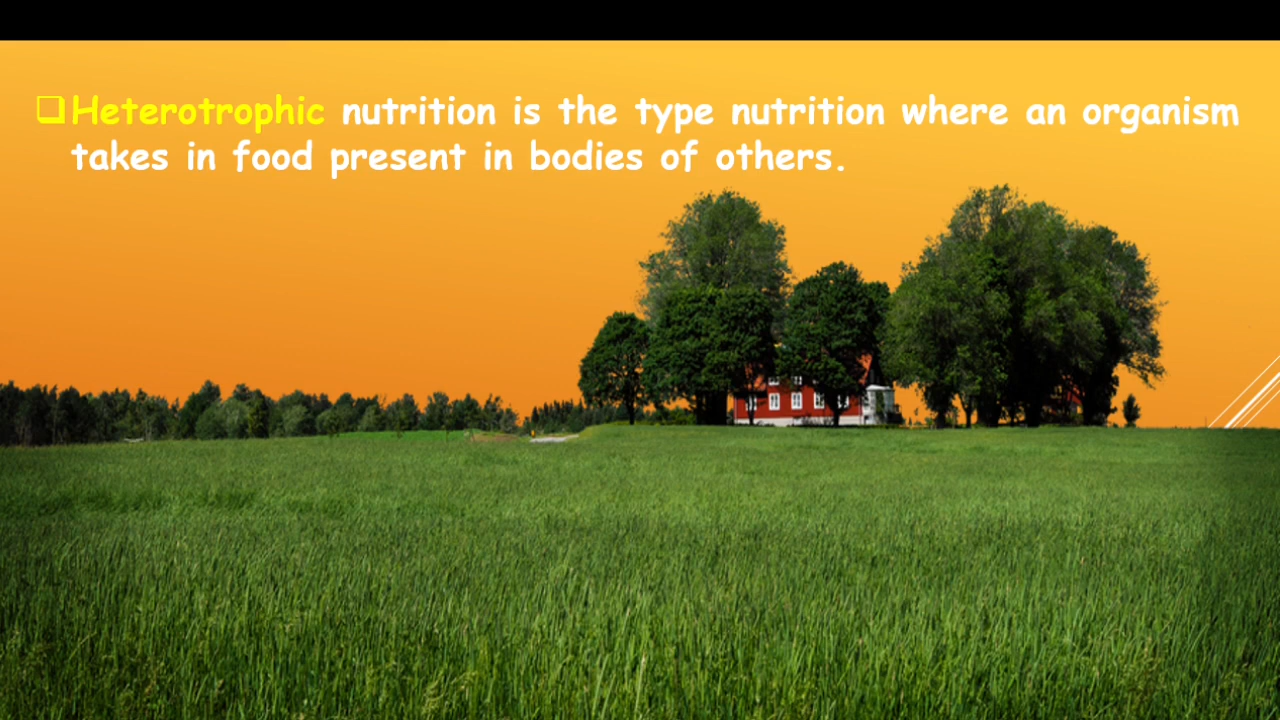 ❑Heterotrophic nutrition is the type nutrition where an organism
takes in food present in bodies of others.